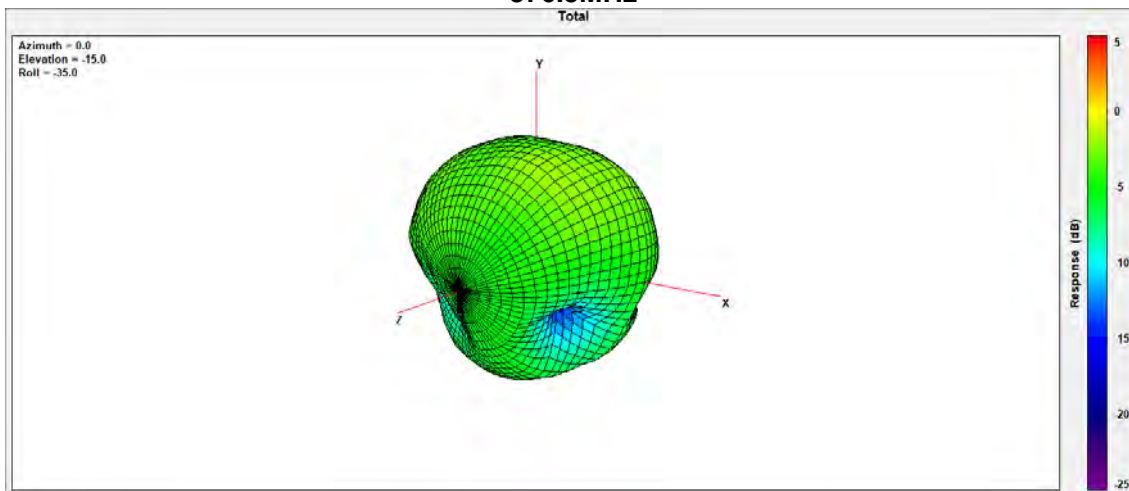 Total
Azimuth = 0.0
Elevation = -15.0
Roll = -35.0
Y
X
Z
5
0
-5
-10
-15
-20
-25
Response (dB)